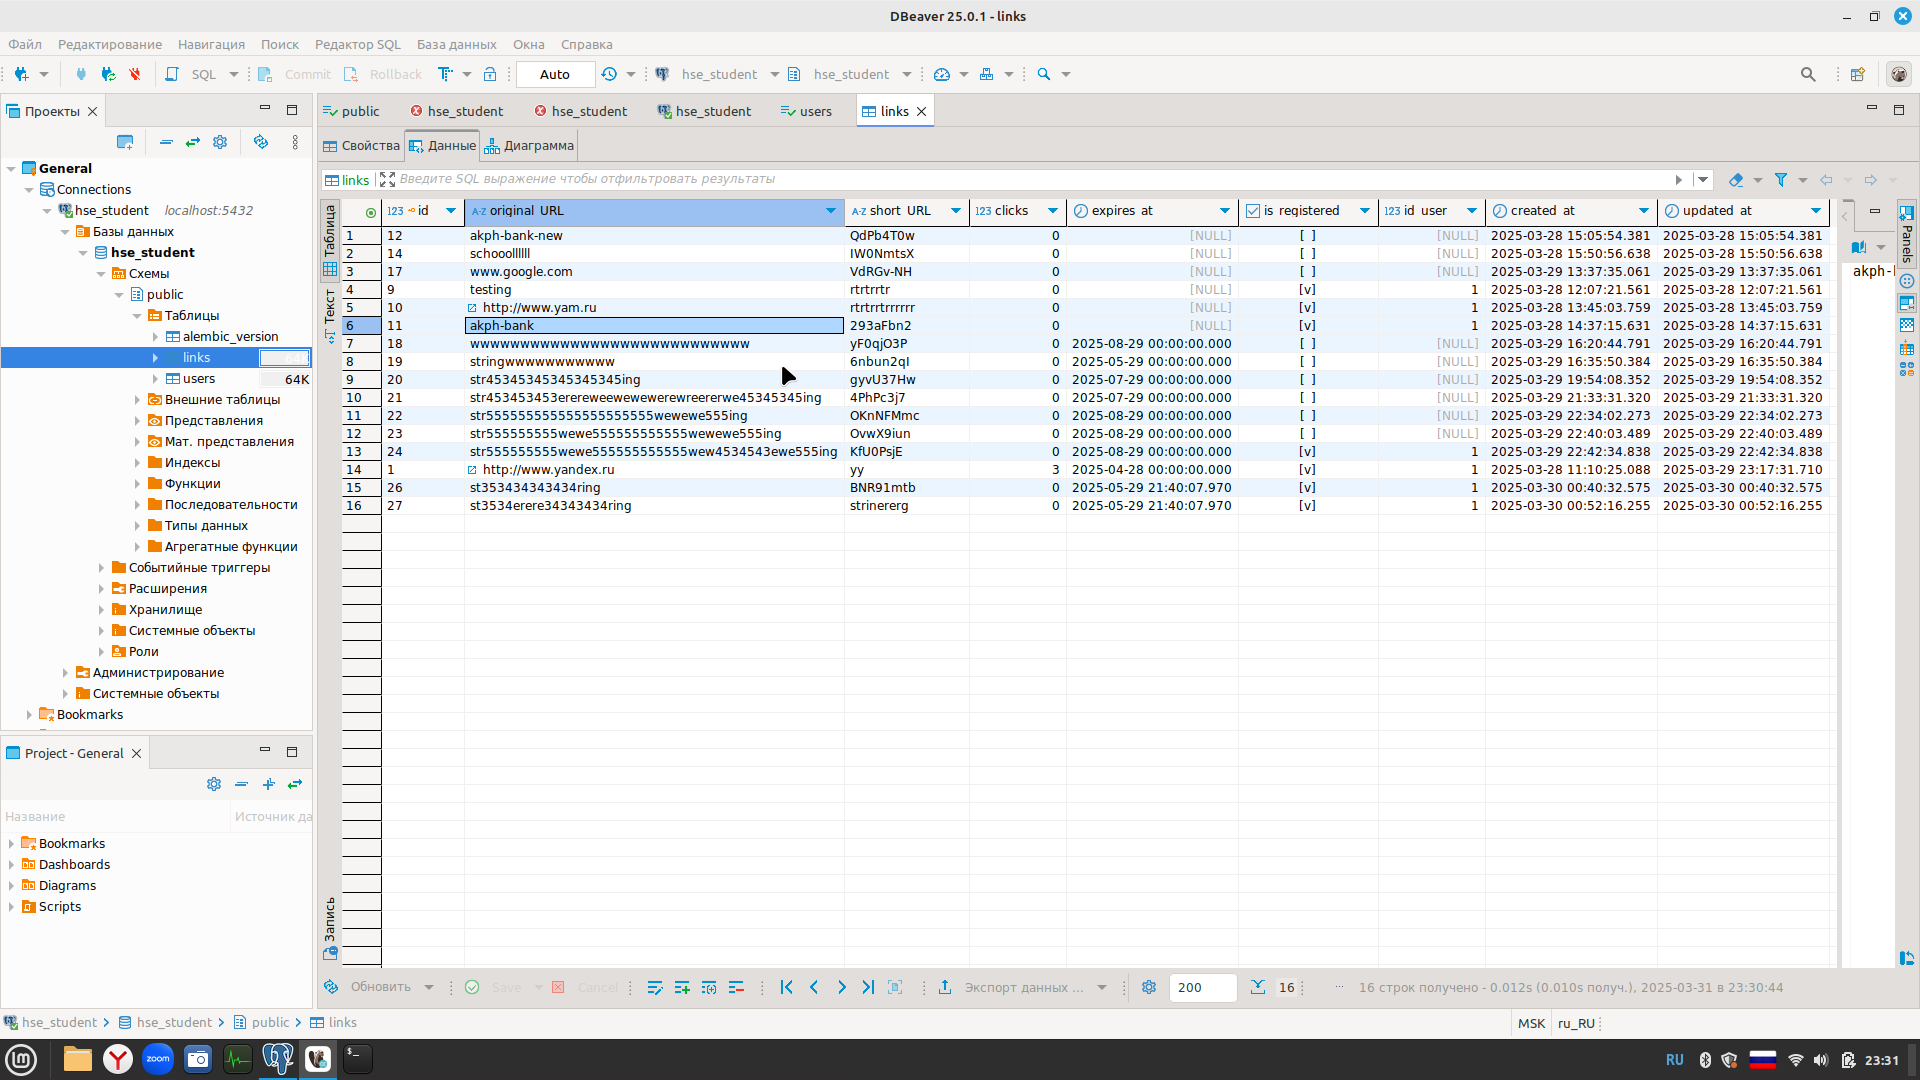 DBeaver 25.0.1 - links
Файл Редактирование Навигация Поиск Редактор SQL База данных Окна Справка
SQL Commit Rollback Auto hse_student hse_student
Проекты
public hse_student hse_student hse_student users links
Свойства Данные Диаграмма
links Введите SQL выражение чтобы отфильтровать результаты
General
Connections
hse_student localhost:5432
Базы данных
hse_student
Схемы
public
Таблицы
alembic_version
links 64K
users 64K
Внешние таблицы
Представления
Мат. представления
Индексы
Функции
Последовательности
Типы данных
Агрегатные функции
Событийные триггеры
Расширения
Хранилище
Системные объекты
Роли
Администрирование
Системные объекты
Bookmarks
Project - General
Название Источник да
Bookmarks
Dashboards
Diagrams
Scripts
Таблица
Текст
Запись
123 id A-Z original_URL A-Z short_URL 123 clicks expires_at is_registered 123 id_user created_at updated_at
1 12 akph-bank-new QdPb4T0w 0 [NULL] [ ] [NULL] 2025-03-28 15:05:54.381 2025-03-28 15:05:54.381
2 14 schooollllll IW0NmtsX 0 [NULL] [ ] [NULL] 2025-03-28 15:50:56.638 2025-03-28 15:50:56.638
3 17 www.google.com VdRGv-NH 0 [NULL] [ ] [NULL] 2025-03-29 13:37:35.061 2025-03-29 13:37:35.061
4 9 testing rtrtrrtr 0 [NULL] [v] 1 2025-03-28 12:07:21.561 2025-03-28 12:07:21.561
5 10 http://www.yam.ru rtrtrrtrrrrrr 0 [NULL] [v] 1 2025-03-28 13:45:03.759 2025-03-28 13:45:03.759
6 11 akph-bank 293aFbn2 0 [NULL] [v] 1 2025-03-28 14:37:15.631 2025-03-28 14:37:15.631
7 18 wwwwwwwwwwwwwwwwwwwwwwwwwwww yF0qjO3P 0 2025-08-29 00:00:00.000 [ ] [NULL] 2025-03-29 16:20:44.791 2025-03-29 16:20:44.791
8 19 stringwwwwwwwwwww 6nbun2qI 0 2025-05-29 00:00:00.000 [ ] [NULL] 2025-03-29 16:35:50.384 2025-03-29 16:35:50.384
9 20 str45345345345345345ing gyvU37Hw 0 2025-07-29 00:00:00.000 [ ] [NULL] 2025-03-29 19:54:08.352 2025-03-29 19:54:08.352
10 21 str453453453erereweewewewerewreererwe45345345ing 4PhPc3j7 0 2025-08-29 00:00:00.000 [ ] [NULL] 2025-03-29 21:33:31.320 2025-03-29 21:33:31.320
11 22 str555555555555555555555wewewe555ing OKnNFMmc 0 2025-08-29 00:00:00.000 [ ] [NULL] 2025-03-29 22:34:02.273 2025-03-29 22:34:02.273
12 23 str555555555wewe555555555555wewewe555ing OvwX9iun 0 2025-08-29 00:00:00.000 [ ] [NULL] 2025-03-29 22:40:03.489 2025-03-29 22:40:03.489
13 24 str555555555wewe555555555555wew4534543ewe555ing KfU0PsjE 0 2025-08-29 00:00:00.000 [v] 1 2025-03-29 22:42:34.838 2025-03-29 22:42:34.838
14 1 http://www.yandex.ru yy 3 2025-04-28 00:00:00.000 [v] 1 2025-03-28 11:10:25.088 2025-03-29 23:17:31.710
15 26 st353434343434ring BNR91mtb 0 2025-05-29 21:40:07.970 [v] 1 2025-03-30 00:40:32.575 2025-03-30 00:40:32.575
16 27 st3534erere34343434ring strinererg 0 2025-05-29 21:40:07.970 [v] 1 2025-03-30 00:52:16.255 2025-03-30 00:52:16.255
akph-
Panels
Обновить Save Cancel Экспорт данных ... 200 16 ··· 16 строк получено - 0.012s (0.010s получ.), 2025-03-31 в 23:30:44
hse_student hse_student public links MSK ru_RU
zoom RU 23:31